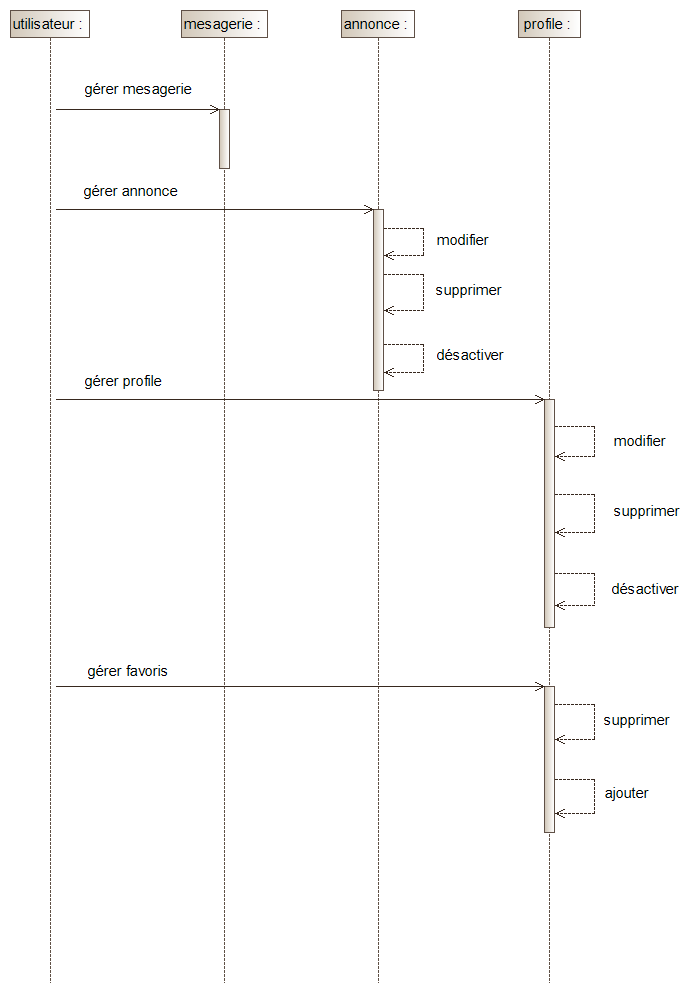 utilisateur :
mesagerie :
annonce :
profile :
gérer mesagerie
gérer annonce
modifier
supprimer
désactiver
gérer profile
modifier
supprimer
désactiver
gérer favoris
supprimer
ajouter